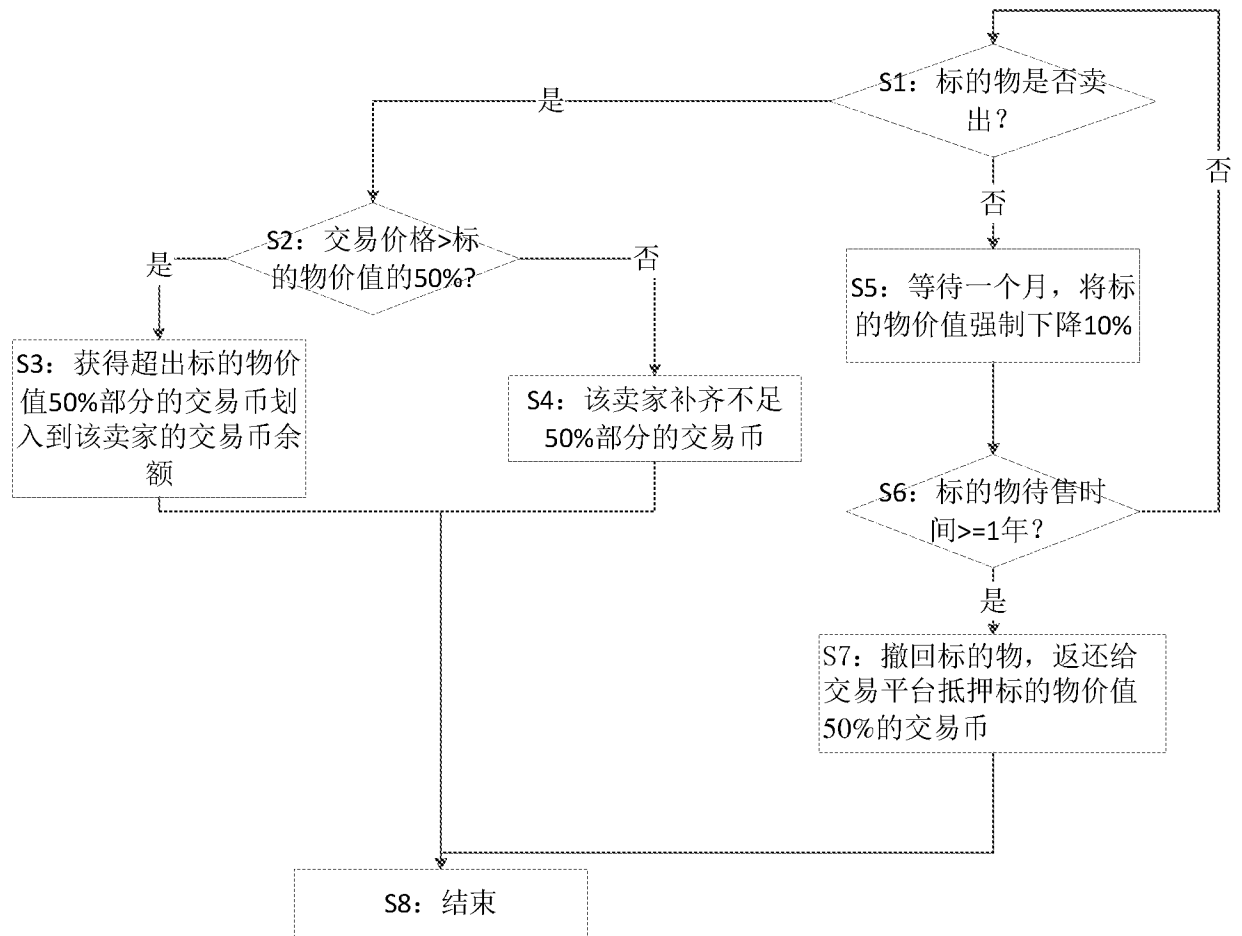 S1：标的物是否卖
出？
是
否
否
S2：交易价格>标
的物价值的50%?
是
否
S5：等待一个月，将标
的物价值强制下降10%
S3：获得超出标的物价
值50%部分的交易币划
入到该卖家的交易币余
额
S4：该卖家补齐不足
50%部分的交易币
S6：标的物待售时
间>=1年？
是
S7：撤回标的物，返还给
交易平台抵押标的物价值
50%的交易币
S8：结束